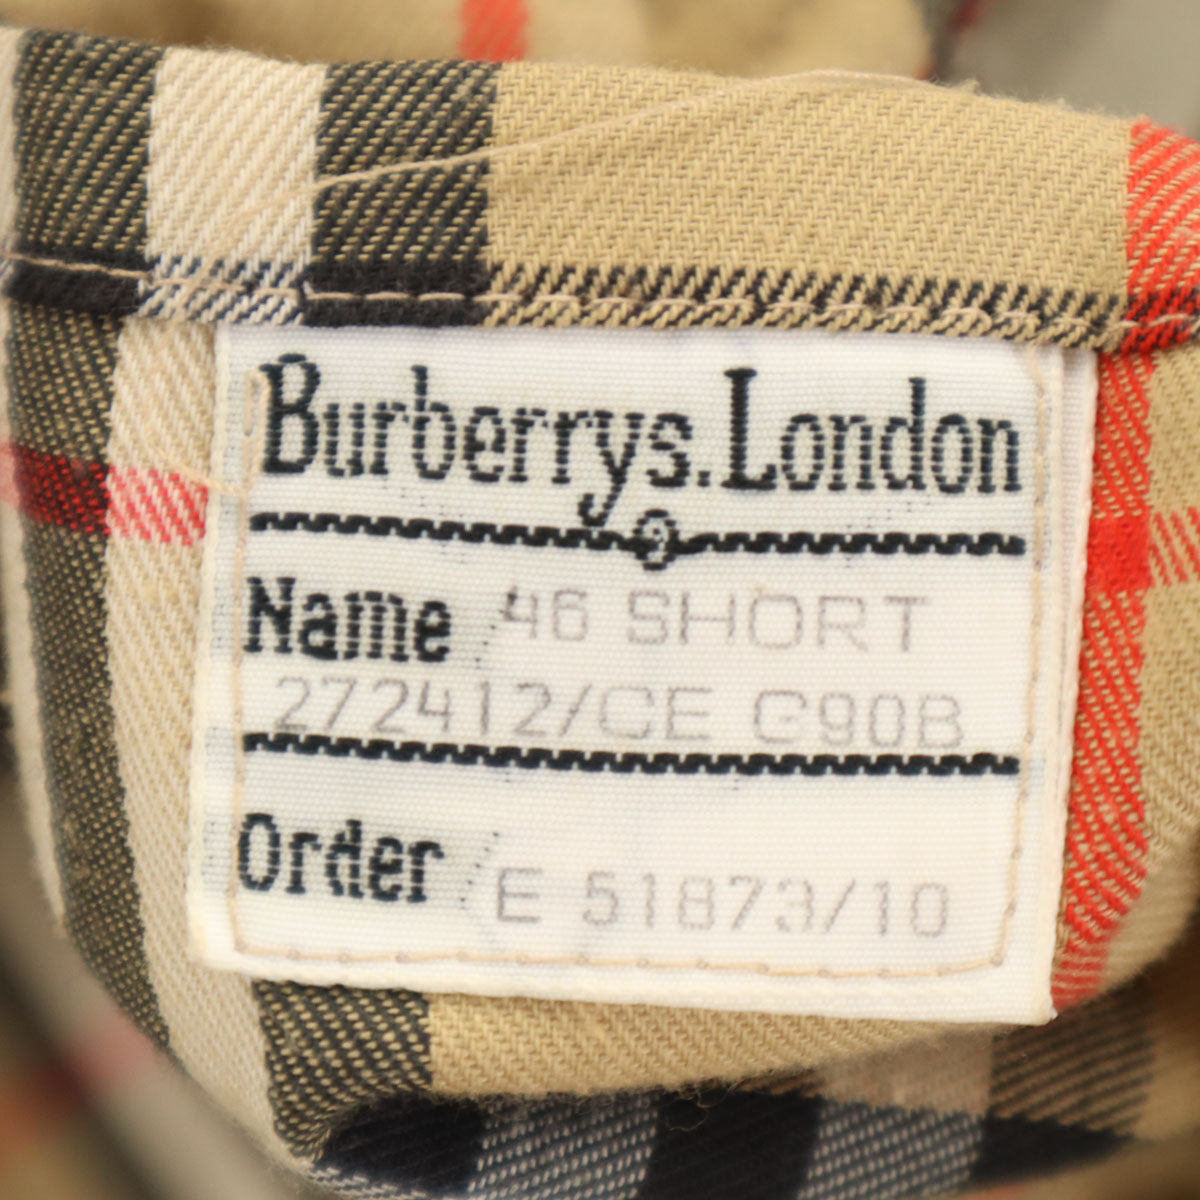 Burberrys. London
Name 46 SHORT
272412/CE G90B
Order E 51873/10